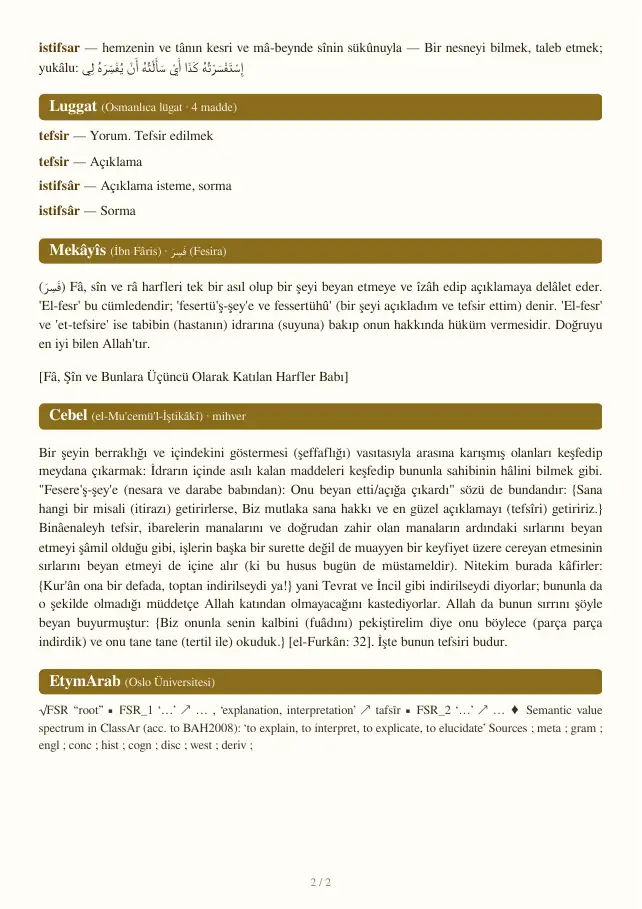 istifsar — hemzenin ve tânın kesri ve mâ-beynde sînin sükûnuyla — Bir nesneyi bilmek, taleb etmek;
yukâlu: إِسْتَفْسَرْتُهُ كَذَا أَيْ سَأَلْتُهُ أَنْ يُفَسِّرَهُ لِي
Luggat (Osmanlıca lügat · 4 madde)
tefsir — Yorum. Tefsir edilmek
tefsir — Açıklama
istifsâr — Açıklama isteme, sorma
istifsâr — Sorma
Mekâyîs (İbn Fâris) · فَسِرَ (Fesira)
(فَسِرَ) Fâ, sîn ve râ harfleri tek bir asıl olup bir şeyi beyan etmeye ve îzâh edip açıklamaya delâlet eder.
'El-fesr' bu cümledendir; 'fesertü'ş-şey'e ve fessertühû' (bir şeyi açıkladım ve tefsir ettim) denir. 'El-fesr'
ve 'et-tefsire' ise tabibin (hastanın) idrarına (suyuna) bakıp onun hakkında hüküm vermesidir. Doğruyu
en iyi bilen Allah'tır.
[Fâ, Şîn ve Bunlara Üçüncü Olarak Katılan Harfler Babı]
Cebel (el-Mu'cemü'l-İştikâkî) · mihver
Bir şeyin berraklığı ve içindekini göstermesi (şeffaflığı) vasıtasıyla arasına karışmış olanları keşfedip
meydana çıkarmak: İdrarın içinde asılı kalan maddeleri keşfedip bununla sahibinin hâlini bilmek gibi.
"Fesere'ş-şey'e (nesara ve darabe babından): Onu beyan etti/açığa çıkardı" sözü de bundandır: {Sana
hangi bir misali (itirazı) getirirlerse, Biz mutlaka sana hakkı ve en güzel açıklamayı (tefsîri) getiririz.}
Binâenaleyh tefsir, ibarelerin manalarını ve doğrudan zahir olan manaların ardındaki sırlarını beyan
etmeyi şâmil olduğu gibi, işlerin başka bir surette değil de muayyen bir keyfiyet üzere cereyan etmesinin
sırlarını beyan etmeyi de içine alır (ki bu husus bugün de müstameldir). Nitekim burada kâfirler:
{Kur'ân ona bir defada, toptan indirilseydi ya!} yani Tevrat ve İncil gibi indirilseydi diyorlar; bununla da
o şekilde olmadığı müddetçe Allah katından olmayacağını kastediyorlar. Allah da bunun sırrını şöyle
beyan buyurmuştur: {Biz onunla senin kalbini (fuâdını) pekiştirelim diye onu böylece (parça parça
indirdik) ve onu tane tane (tertil ile) okuduk.} [el-Furkân: 32]. İşte bunun tefsiri budur.
EtymArab (Oslo Üniversitesi)
√FSR “root” ▪ FSR_1 ‘…’ ↗ … , ‘explanation, interpretation’ ↗ tafsīr ▪ FSR_2 ‘…’ ↗ … ♦ Semantic value
spectrum in ClassAr (acc. to BAH2008): ‘to explain, to interpret, to explicate, to elucidate’ Sources ; meta ; gram ;
engl ; conc ; hist ; cogn ; disc ; west ; deriv ;
2 / 2